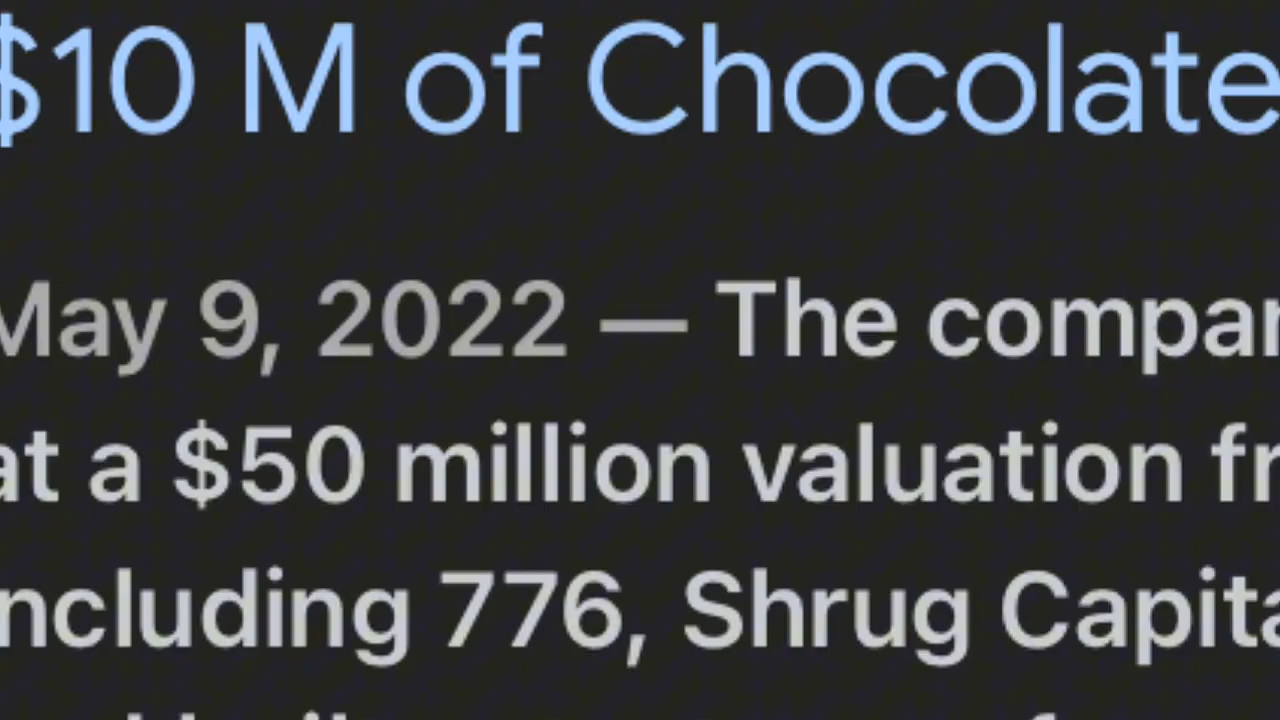 $10 M of Chocolate
May 9, 2022 — The compar
at a $50 million valuation fr
ncluding 776, Shrug Capita